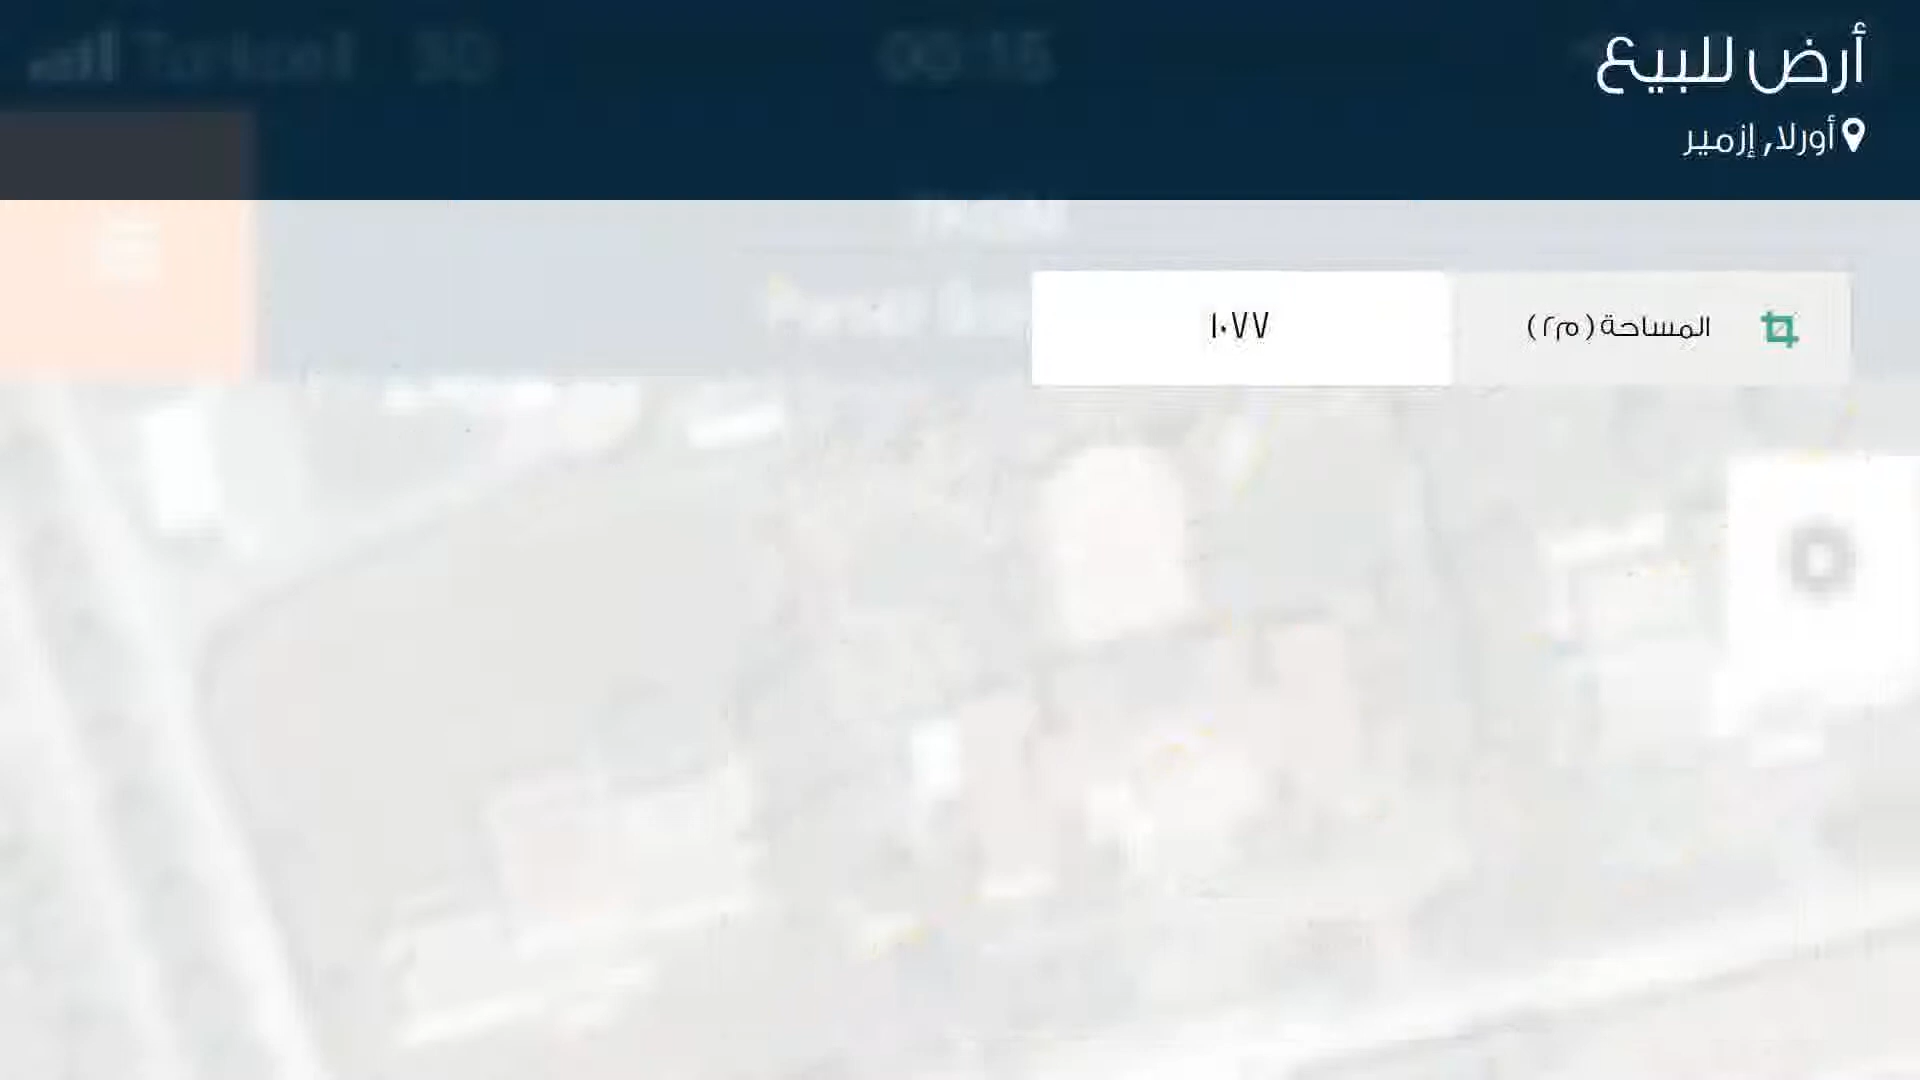 أرض للبيع
أورلا, إزمير
المساحة (م٢)
١٠٧٧